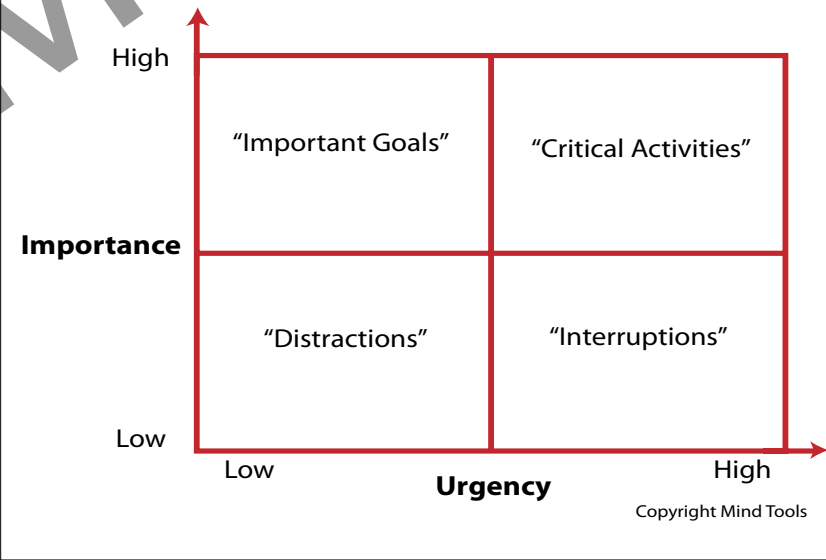 High
“Important Goals”
“Critical Activities”
Importance
“Distractions”
“Interruptions”
Low
Low
High
Urgency
Copyright Mind Tools